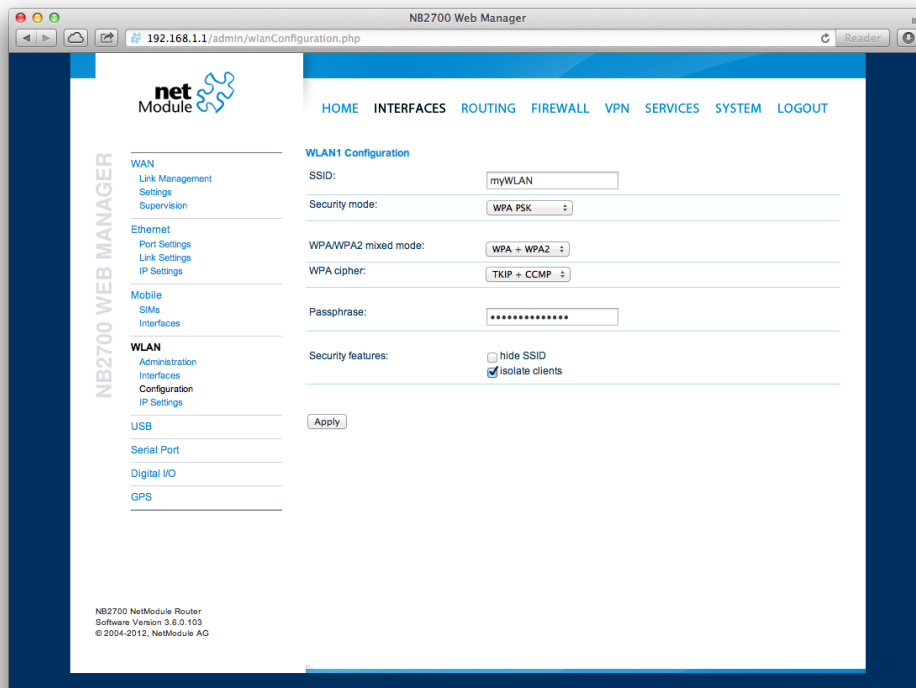 NB2700 Web Manager
192.168.1.1/admin/wlanConfiguration.php
Reader
net
Module
HOME INTERFACES ROUTING FIREWALL VPN SERVICES SYSTEM LOGOUT
NB2700 WEB MANAGER
WAN
Link Management
Settings
Supervision
Ethernet
Port Settings
Link Settings
IP Settings
Mobile
SIMs
Interfaces
WLAN
Administration
Interfaces
Configuration
IP Settings
USB
Serial Port
Digital I/O
GPS
WLAN1 Configuration
SSID: myWLAN
Security mode: WPA PSK
WPA/WPA2 mixed mode: WPA + WPA2
WPA cipher: TKIP + CCMP
Passphrase: ••••••••••••••
Security features: hide SSID
isolate clients
Apply
NB2700 NetModule Router
Software Version 3.6.0.103
© 2004-2012, NetModule AG